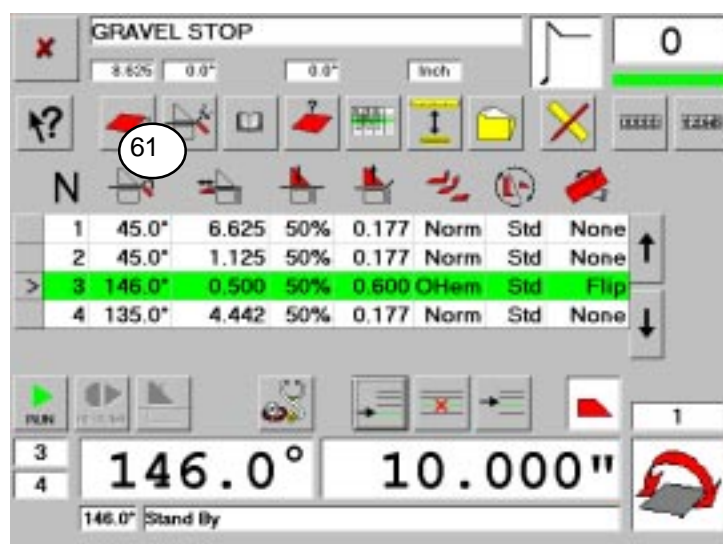 GRAVEL STOP
0
8.626 0.0° 0.0° Inch
?
?
61
N
1 45.0° 6.625 50% 0.177 Norm Std None
2 45.0° 1.125 50% 0.177 Norm Std None
> 3 146.0° 0.500 50% 0.600 OHem Std Flip
4 135.0° 4.442 50% 0.177 Norm Std None
RUN
1
3
4
146.0° 10.000"
146.0° Stand By